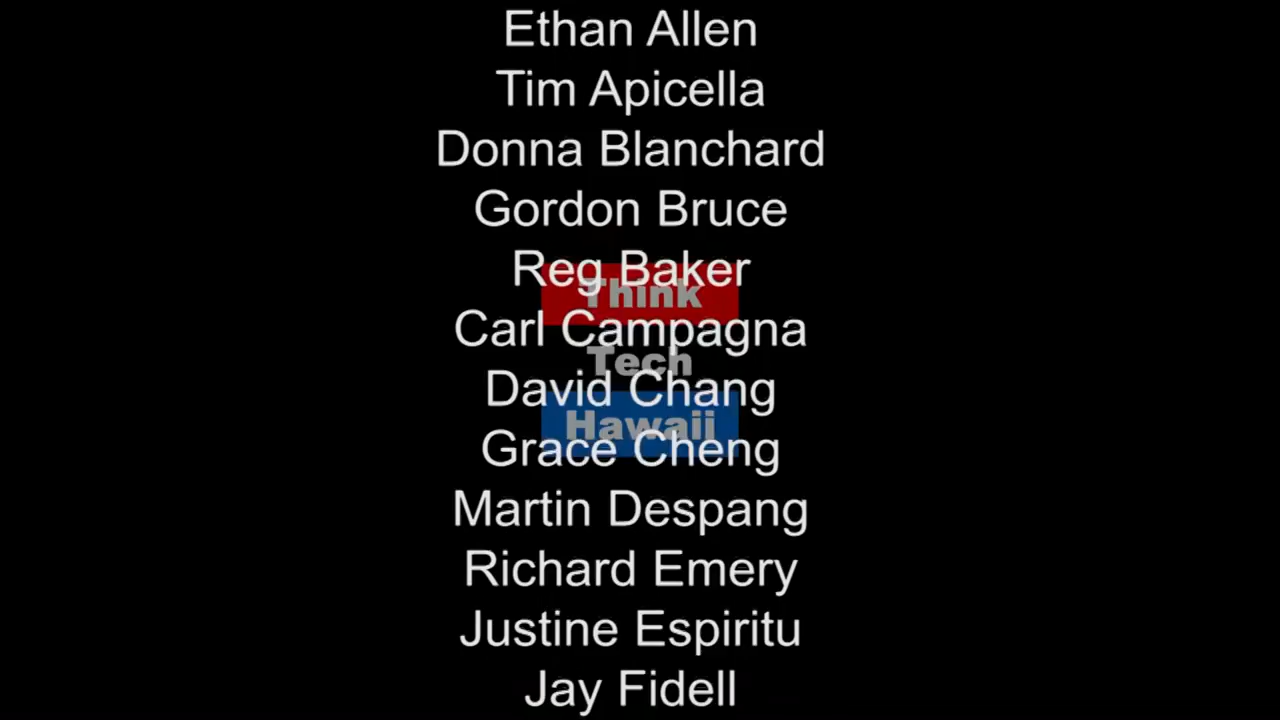 Ethan Allen
Tim Apicella
Donna Blanchard
Gordon Bruce
Reg Baker
Think
Carl Campagna
Tech
David Chang
Hawaii
Grace Cheng
Martin Despang
Richard Emery
Justine Espiritu
Jay Fidell